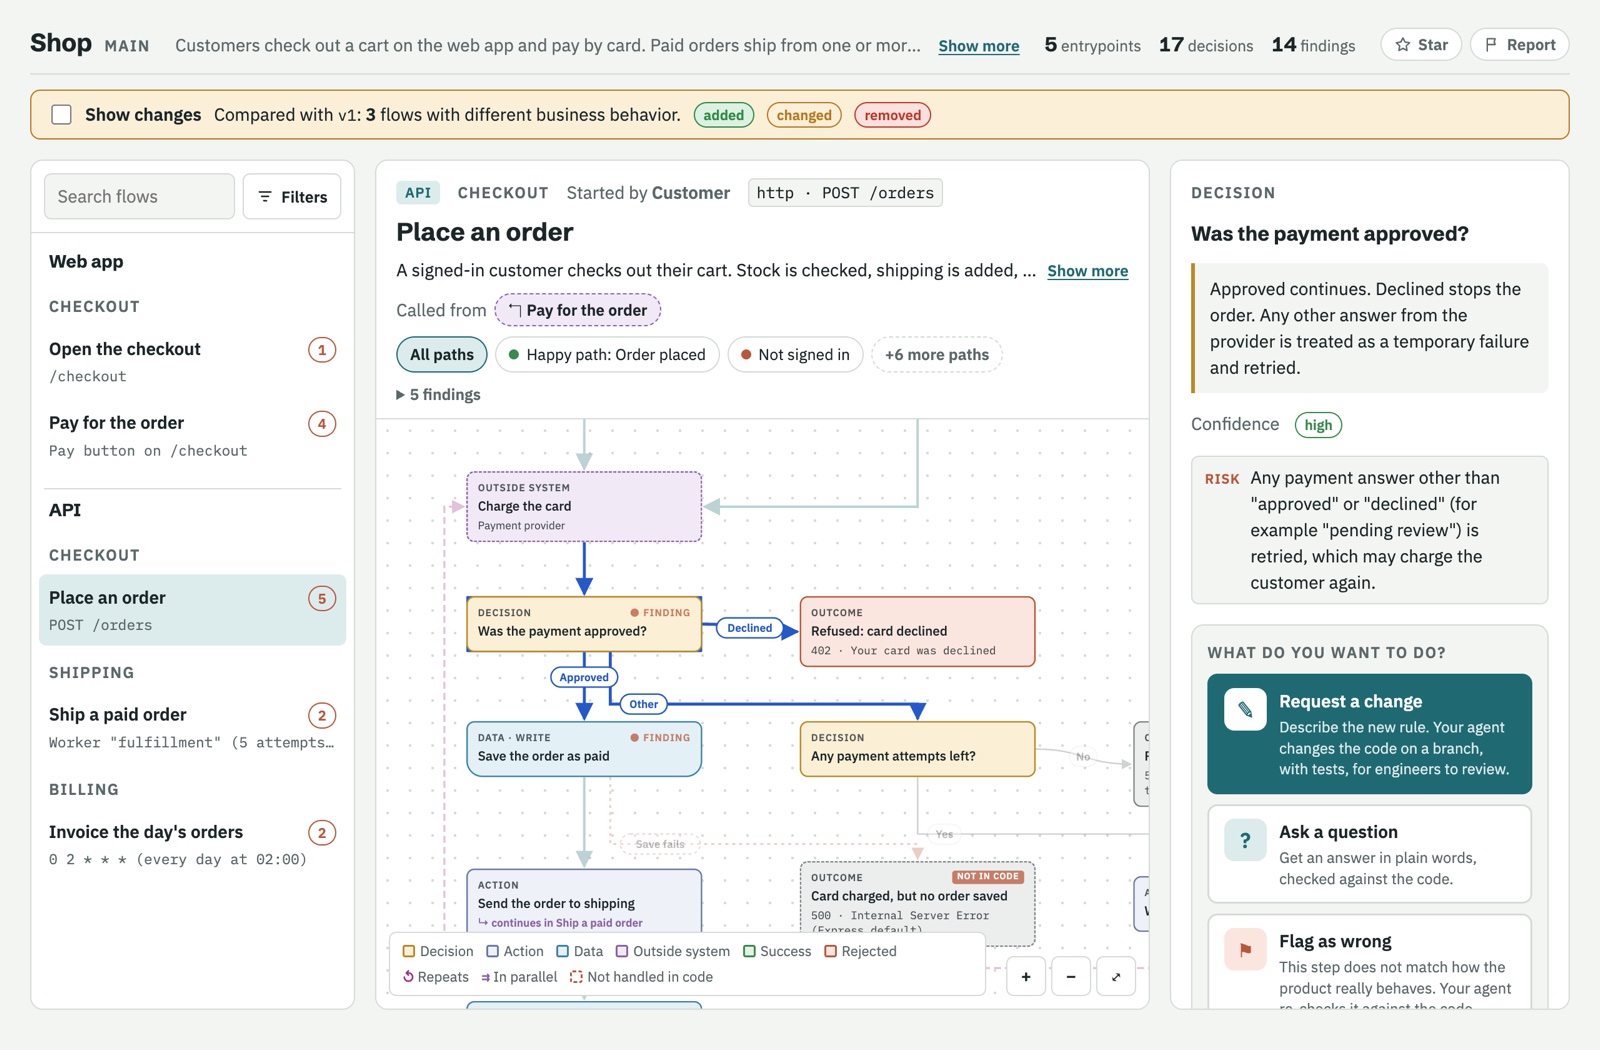 Shop MAIN Customers check out a cart on the web app and pay by card. Paid orders ship from one or mor... Show more 5 entrypoints 17 decisions 14 findings Star Report
Show changes Compared with v1: 3 flows with different business behavior. added changed removed
Search flows Filters
Web app
CHECKOUT
Open the checkout 1
/checkout
Pay for the order 4
Pay button on /checkout
API
CHECKOUT
Place an order 5
POST /orders
SHIPPING
Ship a paid order 2
Worker "fulfillment" (5 attempts…
BILLING
Invoice the day's orders 2
0 2 * * * (every day at 02:00)
API CHECKOUT Started by Customer http · POST /orders
Place an order
A signed-in customer checks out their cart. Stock is checked, shipping is added, ... Show more
Called from Pay for the order
All paths Happy path: Order placed Not signed in +6 more paths
5 findings
OUTSIDE SYSTEM
Charge the card
Payment provider
DECISION FINDING
Was the payment approved?
Declined
OUTCOME
Refused: card declined
402 · Your card was declined
Approved
Other
DATA · WRITE FINDING
Save the order as paid
DECISION
Any payment attempts left?
No
Yes
Save fails
ACTION
Send the order to shipping
↳ continues in Ship a paid order
OUTCOME NOT IN CODE
Card charged, but no order saved
500 · Internal Server Error
(Express default)
Decision Action Data Outside system Success Rejected
Repeats In parallel Not handled in code
+ −
DECISION
Was the payment approved?
Approved continues. Declined stops the
order. Any other answer from the
provider is treated as a temporary failure
and retried.
Confidence high
RISK Any payment answer other than
"approved" or "declined" (for
example "pending review") is
retried, which may charge the
customer again.
WHAT DO YOU WANT TO DO?
Request a change
Describe the new rule. Your agent
changes the code on a branch,
with tests, for engineers to review.
? Ask a question
Get an answer in plain words,
checked against the code.
Flag as wrong
This step does not match how the
product really behaves. Your agent
re-checks it against the code